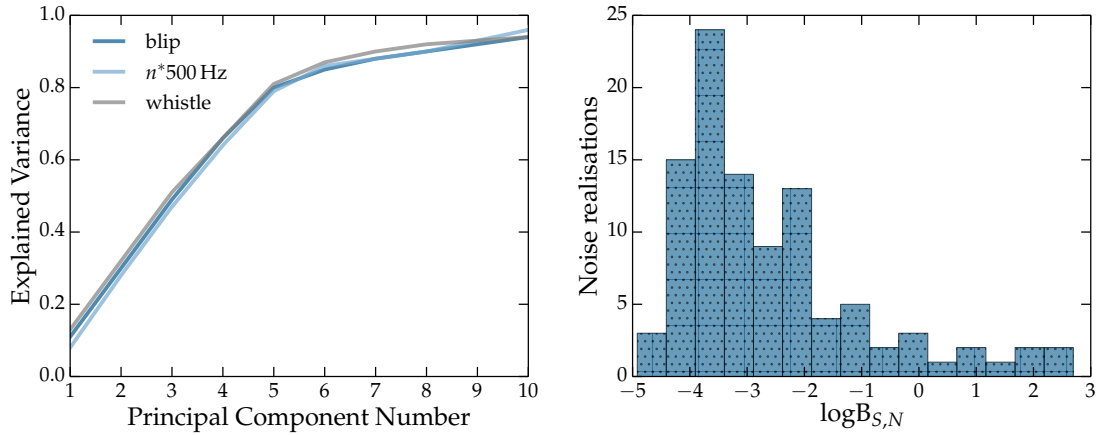 1.0
0.8
0.6
0.4
0.2
0.0
Explained Variance
blip
n*500 Hz
whistle
1 2 3 4 5 6 7 8 9 10
Principal Component Number
25
20
15
10
5
0
Noise realisations
−5 −4 −3 −2 −1 0 1 2 3
logB_{S,N}